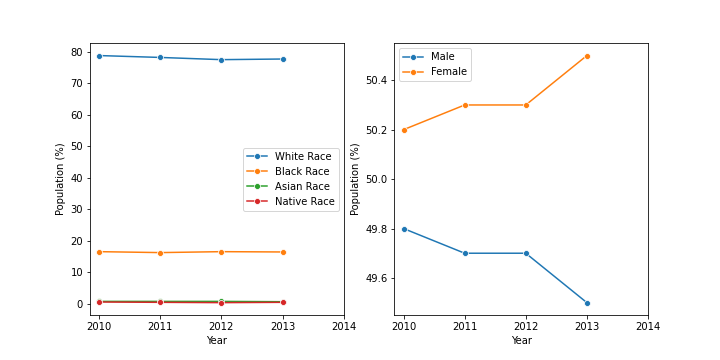 80
70
60
50
40
30
20
10
0
Population (%)
White Race
Black Race
Asian Race
Native Race
2010 2011 2012 2013 2014
Year
Male
Female
50.4
50.2
50.0
49.8
49.6
Population (%)
2010 2011 2012 2013 2014
Year